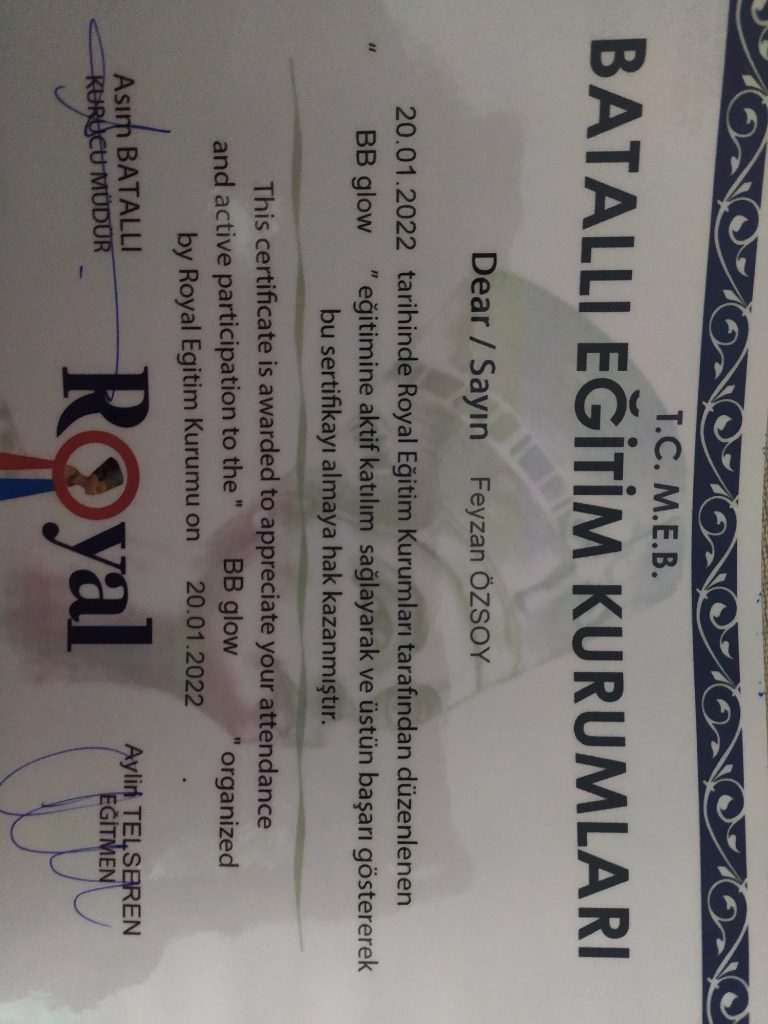 T.C. M.E.B.
BATALLI EĞİTİM KURUMLARI
Dear / Sayın Feyzan ÖZSOY
20.01.2022 tarihinde Royal Eğitim Kurumları tarafından düzenlenen
" BB glow " eğitimine aktif katılım sağlayarak ve üstün başarı göstererek
bu sertifikayı almaya hak kazanmıştır.
This certificate is awarded to appreciate your attendance
and active participation to the " BB glow " organized
by Royal Egitim Kurumu on 20.01.2022 .
Asım BATALLI
KURUCU MÜDÜR
Royal
Aylin TELSEREN
EĞİTMEN